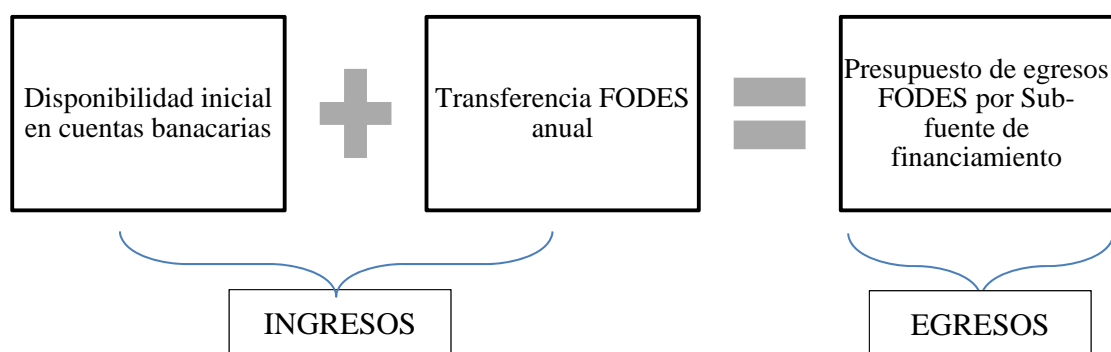 Disponibilidad inicial
en cuentas banacarias
Transferencia FODES
anual
Presupuesto de egresos
FODES por Sub-
fuente de
financiamiento
INGRESOS
EGRESOS